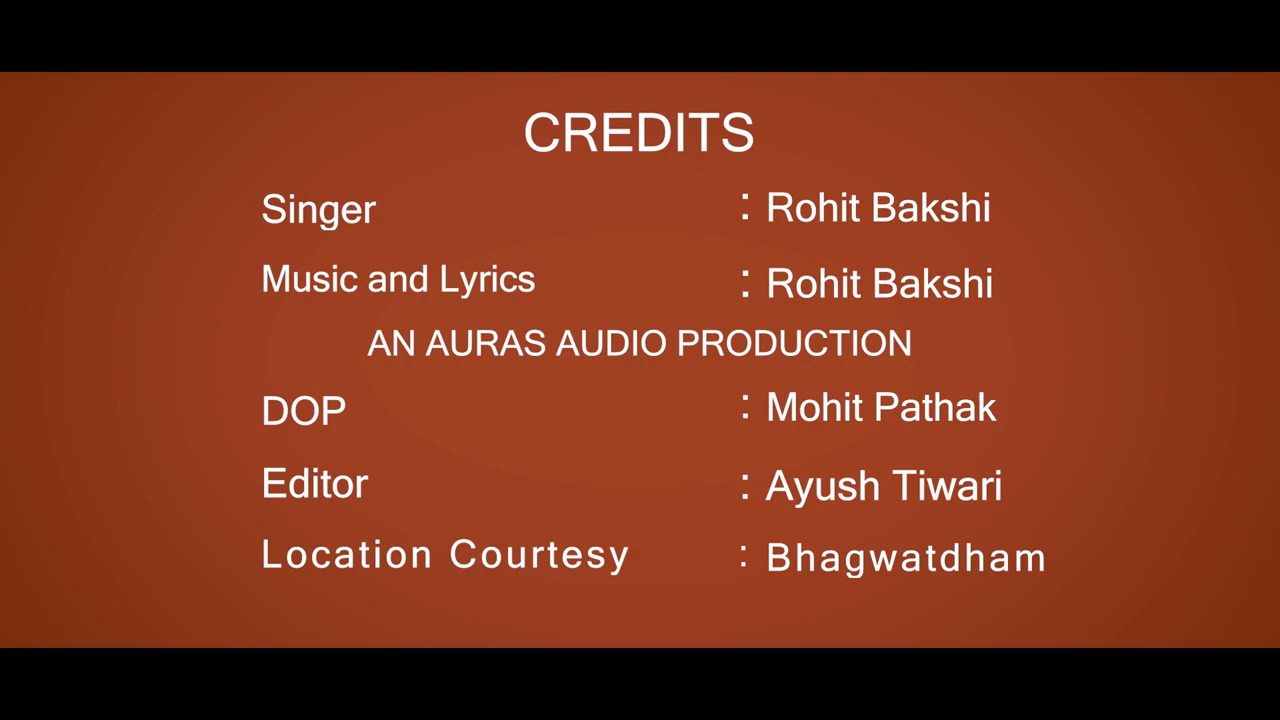 CREDITS
Singer : Rohit Bakshi
Music and Lyrics : Rohit Bakshi
AN AURAS AUDIO PRODUCTION
DOP : Mohit Pathak
Editor : Ayush Tiwari
Location Courtesy : Bhagwatdham